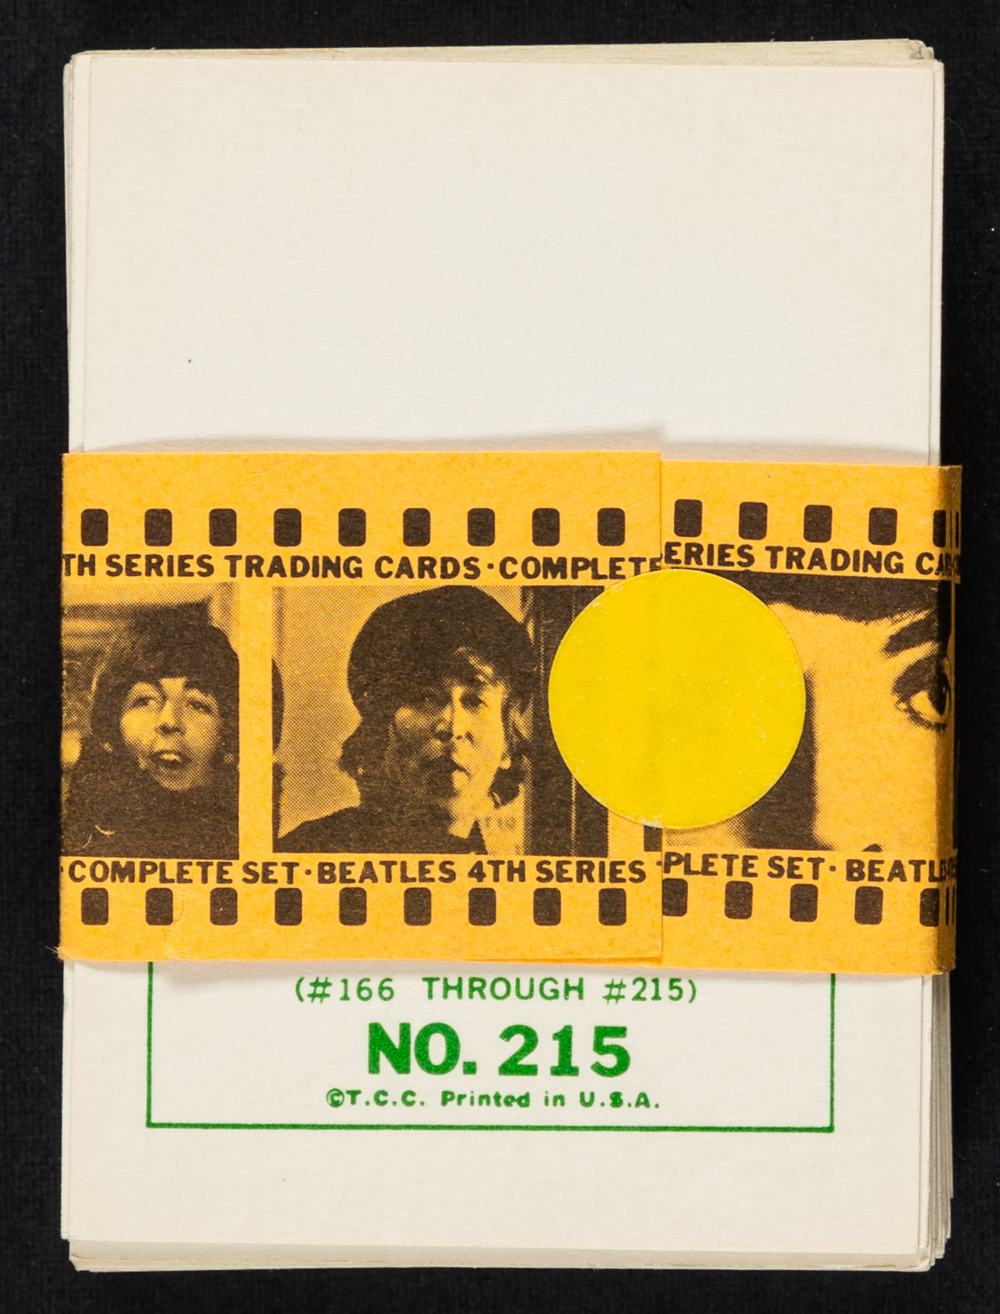 TH SERIES TRADING CARDS·COMPLETE
ERIES TRADING CA
·COMPLETE SET·BEATLES 4TH SERIES
·PLETE SET· BEATL
(#166 THROUGH #215)
NO. 215
©T.C.C. Printed in U.S.A.